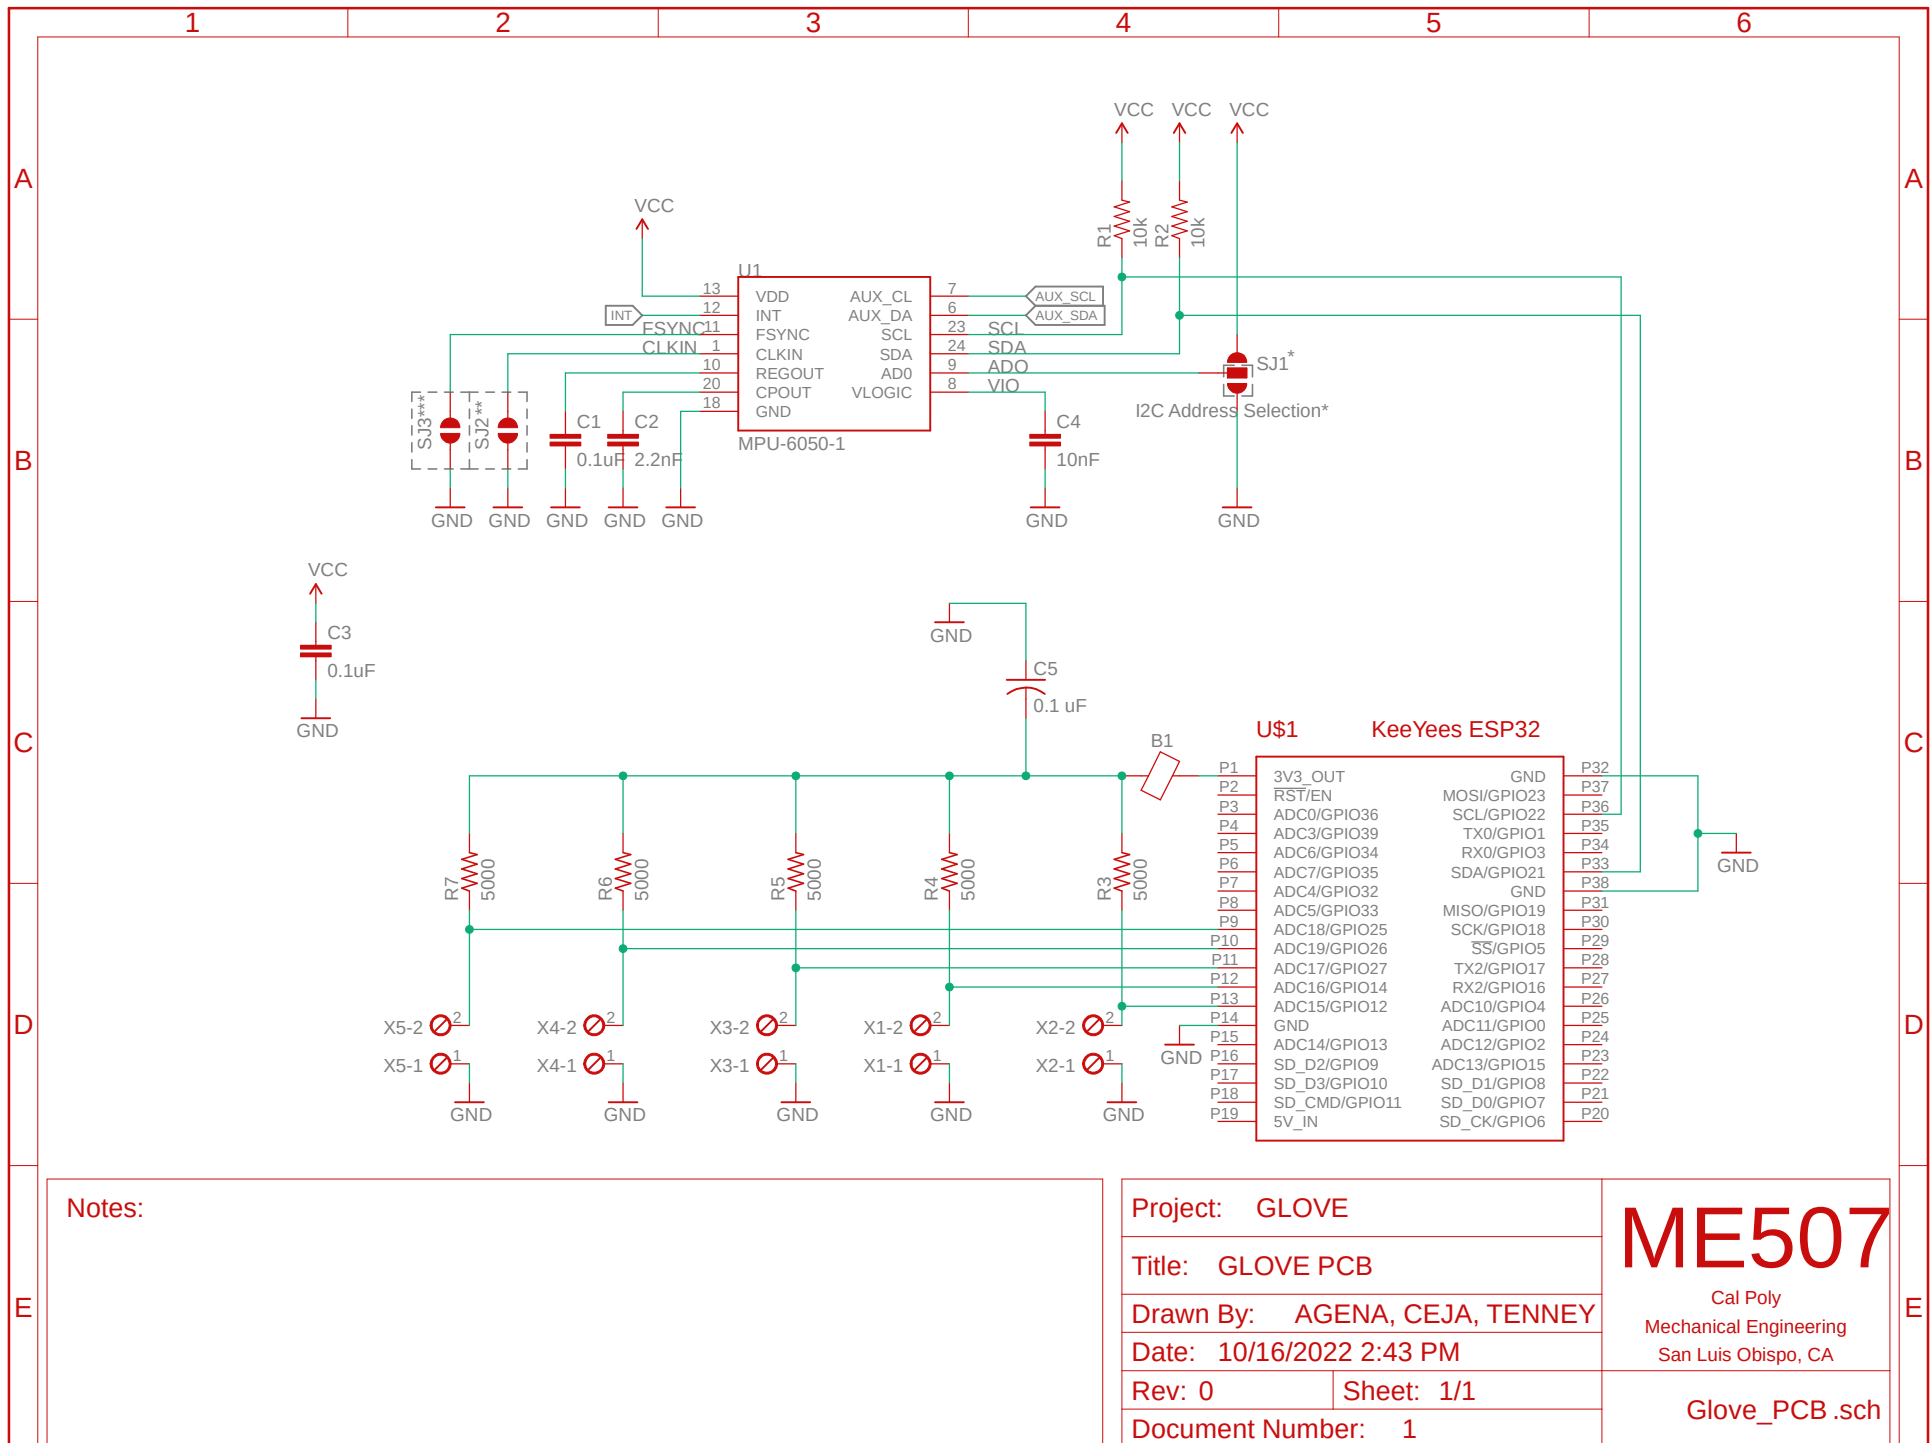 1 2 3 4 5 6
A A
B B
C C
D D
E E
VCC VCC VCC
VCC
R1 10k R2 10k
U1
13 VDD AUX_CL 7 AUX_SCL
INT 12 INT AUX_DA 6 AUX_SDA
FSYNC 11 FSYNC SCL 23 SCL
CLKIN 1 CLKIN SDA 24 SDA
10 REGOUT AD0 9 ADO
20 CPOUT VLOGIC 8 VIO
18 GND
MPU-6050-1
SJ1*
I2C Address Selection*
SJ3*** SJ2**
C1 C2 C4
0.1uF 2.2nF 10nF
GND GND GND GND GND GND GND
VCC
C3
0.1uF
GND
GND
C5
0.1 uF
B1
U$1 KeeYees ESP32
P1 3V3_OUT GND P32
P2 RST/EN MOSI/GPIO23 P37
P3 ADC0/GPIO36 SCL/GPIO22 P36
P4 ADC3/GPIO39 TX0/GPIO1 P35
P5 ADC6/GPIO34 RX0/GPIO3 P34
P6 ADC7/GPIO35 SDA/GPIO21 P33
P7 ADC4/GPIO32 GND P38
P8 ADC5/GPIO33 MISO/GPIO19 P31
P9 ADC18/GPIO25 SCK/GPIO18 P30
P10 ADC19/GPIO26 SS/GPIO5 P29
P11 ADC17/GPIO27 TX2/GPIO17 P28
P12 ADC16/GPIO14 RX2/GPIO16 P27
P13 ADC15/GPIO12 ADC10/GPIO4 P26
P14 GND ADC11/GPIO0 P25
P15 ADC14/GPIO13 ADC12/GPIO2 P24
P16 SD_D2/GPIO9 ADC13/GPIO15 P23
P17 SD_D3/GPIO10 SD_D1/GPIO8 P22
P18 SD_CMD/GPIO11 SD_D0/GPIO7 P21
P19 5V_IN SD_CK/GPIO6 P20
GND
GND
R7 5000 R6 5000 R5 5000 R4 5000 R3 5000
X5-2 2 X4-2 2 X3-2 2 X1-2 2 X2-2 2
X5-1 1 X4-1 1 X3-1 1 X1-1 1 X2-1 1
GND GND GND GND GND
Notes:
Project: GLOVE
Title: GLOVE PCB
Drawn By: AGENA, CEJA, TENNEY
Date: 10/16/2022 2:43 PM
Rev: 0 Sheet: 1/1
Document Number: 1
ME507
Cal Poly
Mechanical Engineering
San Luis Obispo, CA
Glove_PCB .sch